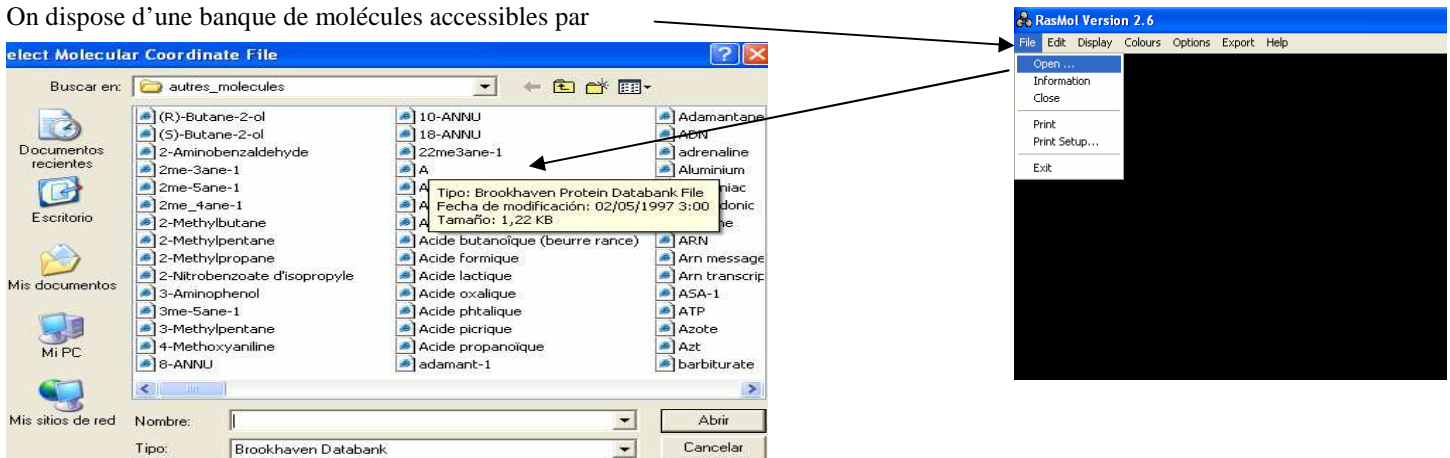 On dispose d'une banque de molécules accessibles par
elect Molecular Coordinate File
Buscar en:
autres_molecules
Documentos recientes
Escritorio
Mis documentos
Mi PC
Mis sitios de red
(R)-Butane-2-ol
(S)-Butane-2-ol
2-Aminobenzaldehyde
2me-3ane-1
2me-5ane-1
2me_4ane-1
2-Methylbutane
2-Methylpentane
2-Methylpropane
2-Nitrobenzoate d'isopropyle
3-Aminophenol
3me-5ane-1
3-Methylpentane
4-Methoxyaniline
8-ANNU
10-ANNU
18-ANNU
22me3ane-1
A
A
A
A
Acide butanoïque (beurre rance)
Acide formique
Acide lactique
Acide oxalique
Acide phtalique
Acide picrique
Acide propanoïque
adamant-1
Tipo: Brookhaven Protein Databank File
Fecha de modificación: 02/05/1997 3:00
Tamaño: 1,22 KB
Adamantane
ADN
adrenaline
Aluminium
niac
donic
ne
ARN
Arn message
Arn transcrip
ASA-1
ATP
Azote
Azt
barbiturate
Nombre:
Abrir
Tipo:
Brookhaven Databank
Cancelar
RasMol Version 2.6
File Edit Display Colours Options Export Help
Open ...
Information
Close
Print
Print Setup...
Exit